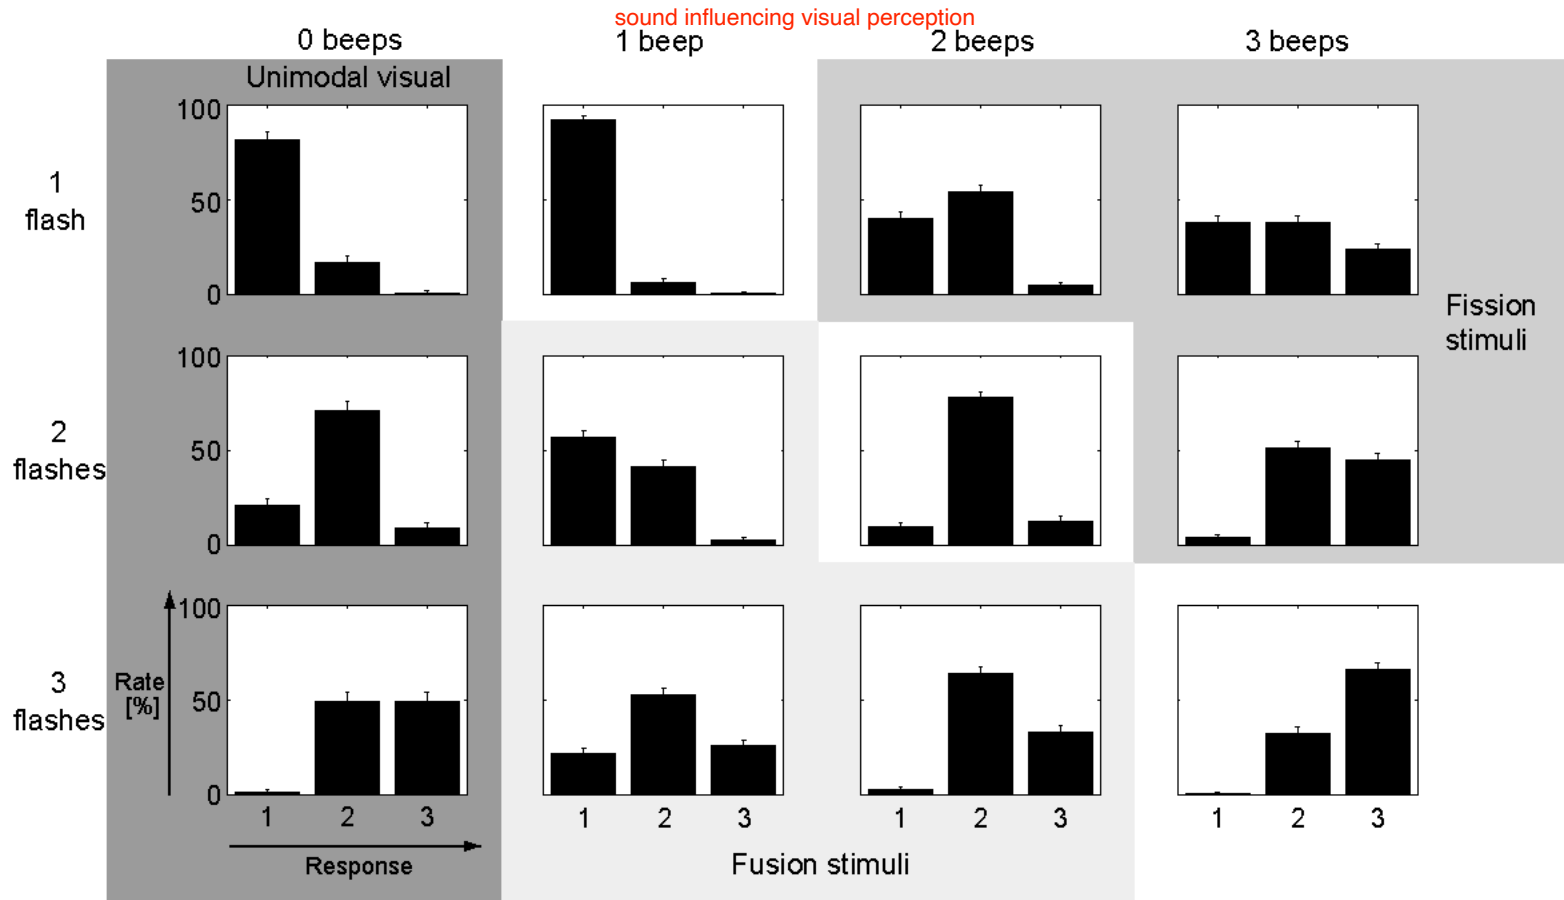 sound influencing visual perception
0 beeps
1 beep
2 beeps
3 beeps
Unimodal visual
1
flash
100
50
0
Fission
stimuli
2
flashes
100
50
0
3
flashes
Rate
[%]
100
50
0
1 2 3
1 2 3
1 2 3
1 2 3
Response
Fusion stimuli